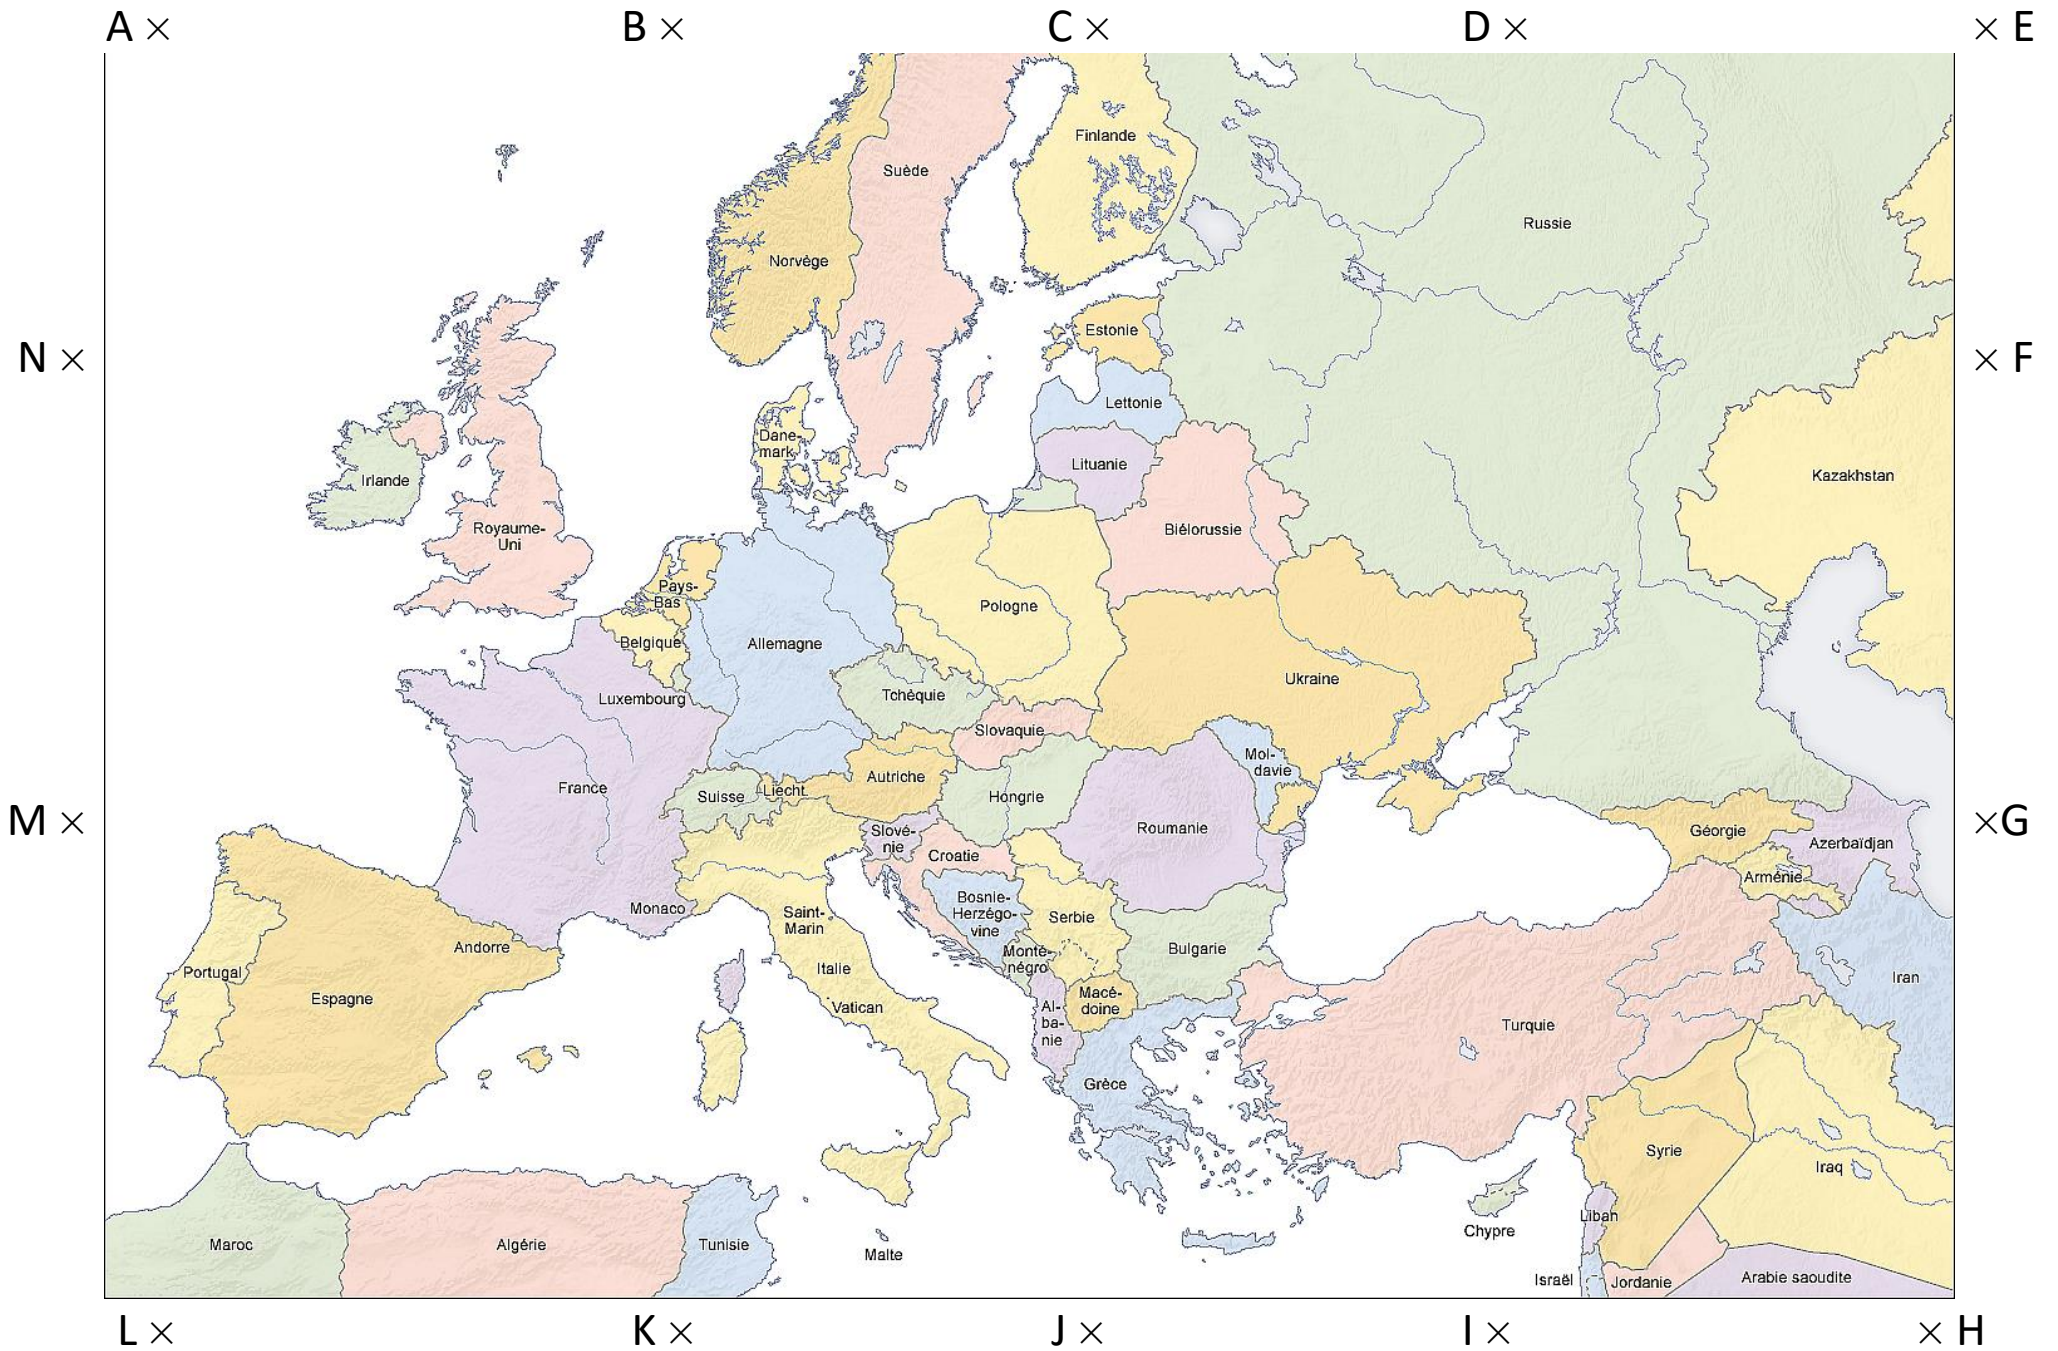 A × B × C × D × × E
Finlande
Suède
Russie
Norvège
Estonie
N × × F
Lettonie
Dane-
mark
Lituanie
Kazakhstan
Irlande
Royaume-
Uni
Biélorussie
Pays-
Bas
Pologne
Belgique
Allemagne
Ukraine
Tchéquie
Luxembourg
Slovaquie
Mol-
davie
Autriche
France
Suisse
Liecht.
Hongrie
M × ×G
Roumanie
Géorgie
Slové-
nie
Azerbaïdjan
Croatie
Arménie
Bosnie-
Herzégo-
vine
Monaco
Saint-
Marin
Serbie
Andorre
Bulgarie
Monté-
négro
Portugal
Italie
Iran
Espagne
Macé-
doine
Vatican
Al-
ba-
nie
Turquie
Grèce
Syrie
Iraq
Liban
Chypre
Maroc
Algérie
Tunisie
Malte
Israël
Jordanie
Arabie saoudite
L × K × J × I × × H